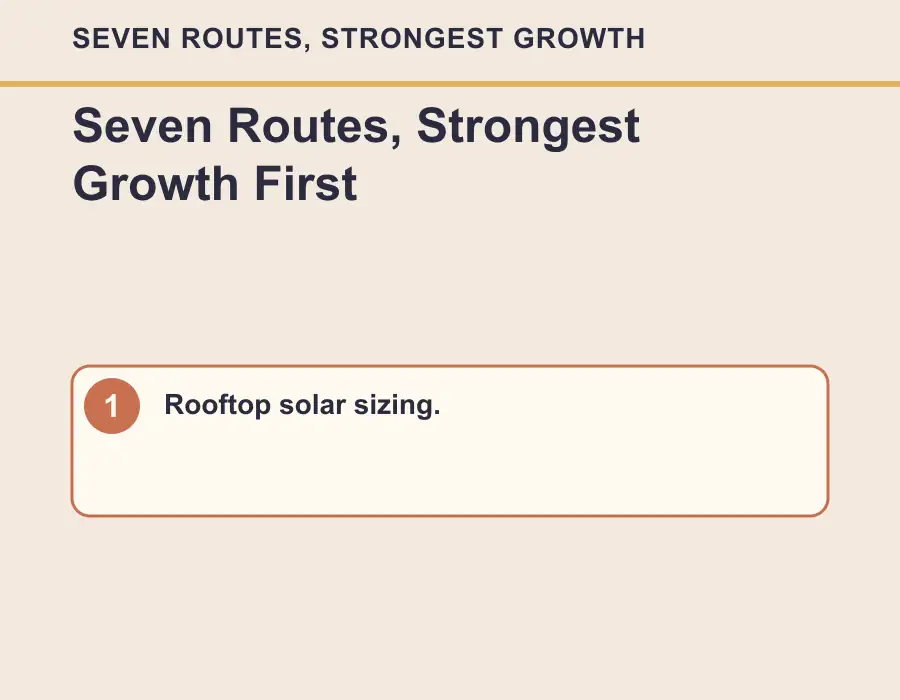 SEVEN ROUTES, STRONGEST GROWTH
Seven Routes, Strongest
Growth First
1 Rooftop solar sizing.